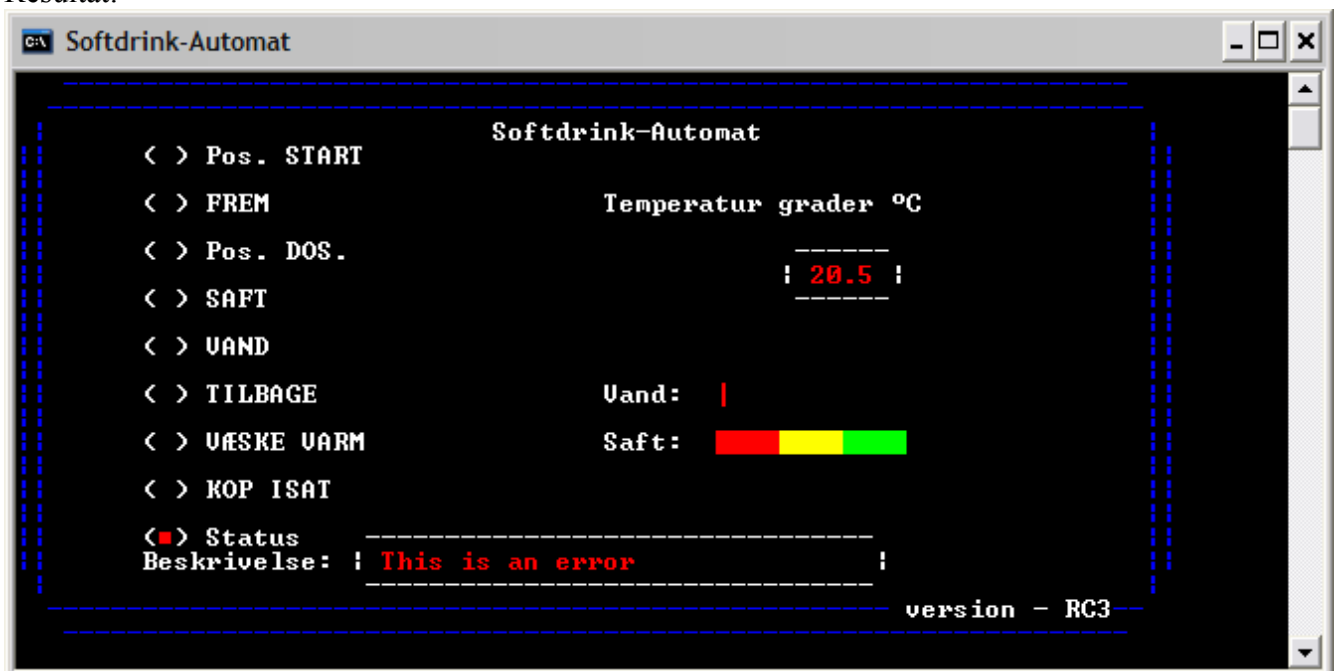 Softdrink-Automat
Softdrink-Automat
( ) Pos. START
( ) FREM
Temperatur grader ºC
( ) Pos. DOS.
20.5
( ) SAFT
( ) VAND
( ) TILBAGE
Vand:
( ) VÆSKE VARM
Saft:
( ) KOP ISAT
(■) Status
Beskrivelse: ¦ This is an error ¦
version - RC3